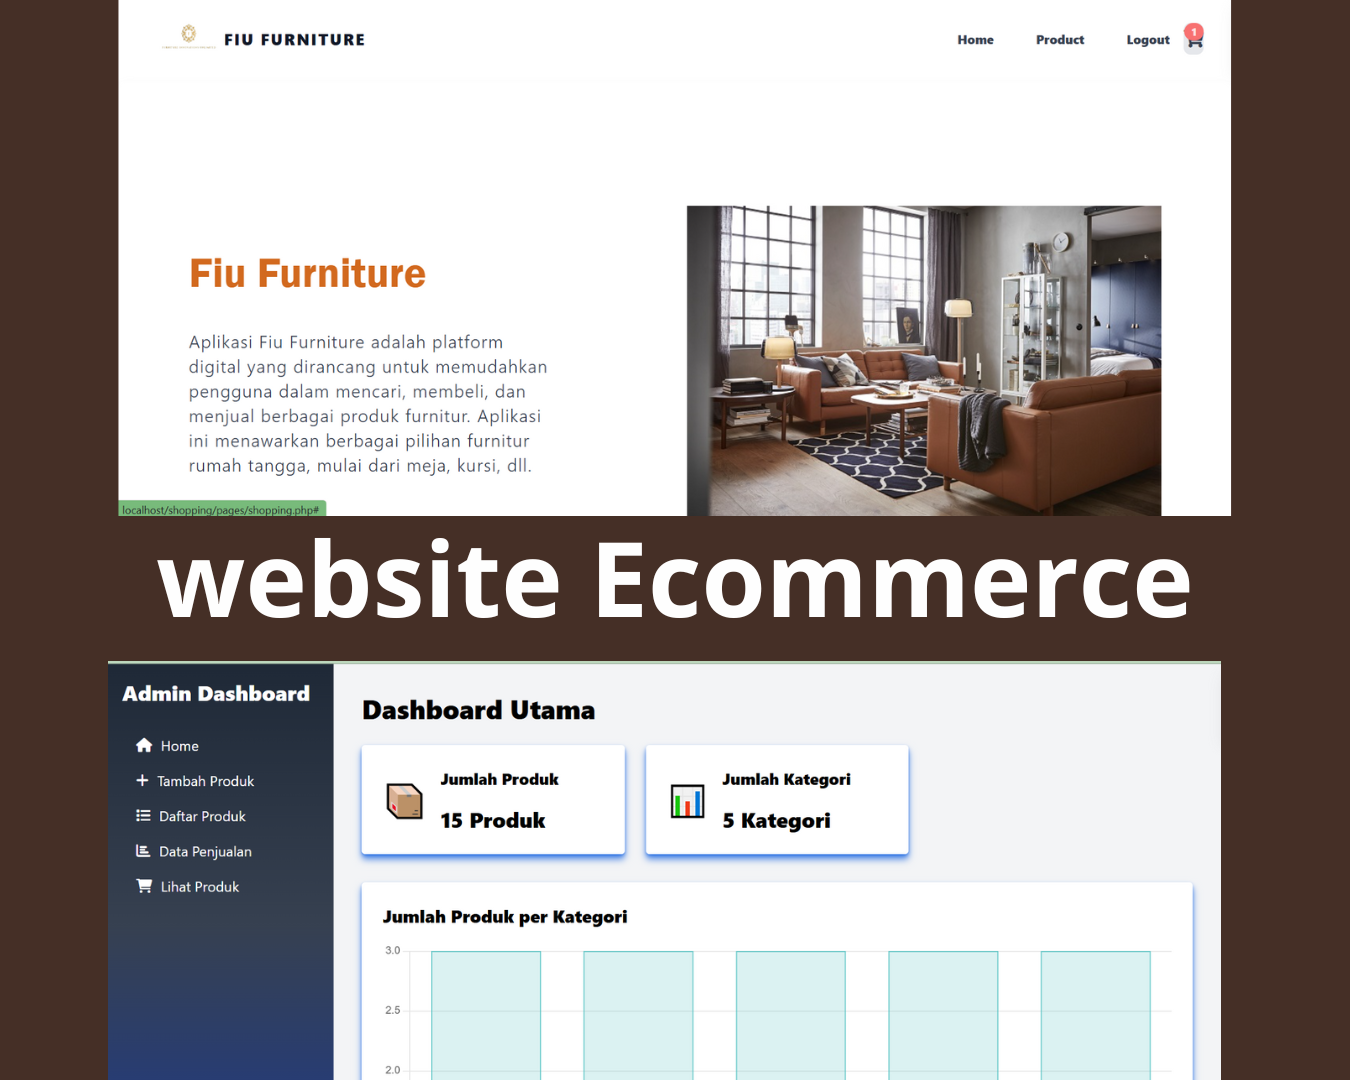 FIU FURNITURE
Home
Product
Logout
1
Fiu Furniture
Aplikasi Fiu Furniture adalah platform
digital yang dirancang untuk memudahkan
pengguna dalam mencari, membeli, dan
menjual berbagai produk furnitur. Aplikasi
ini menawarkan berbagai pilihan furnitur
rumah tangga, mulai dari meja, kursi, dll.
localhost/shopping/pages/shopping.php#
website Ecommerce
Admin Dashboard
Home
Tambah Produk
Daftar Produk
Data Penjualan
Lihat Produk
Dashboard Utama
Jumlah Produk
15 Produk
Jumlah Kategori
5 Kategori
Jumlah Produk per Kategori
3.0
2.5
2.0